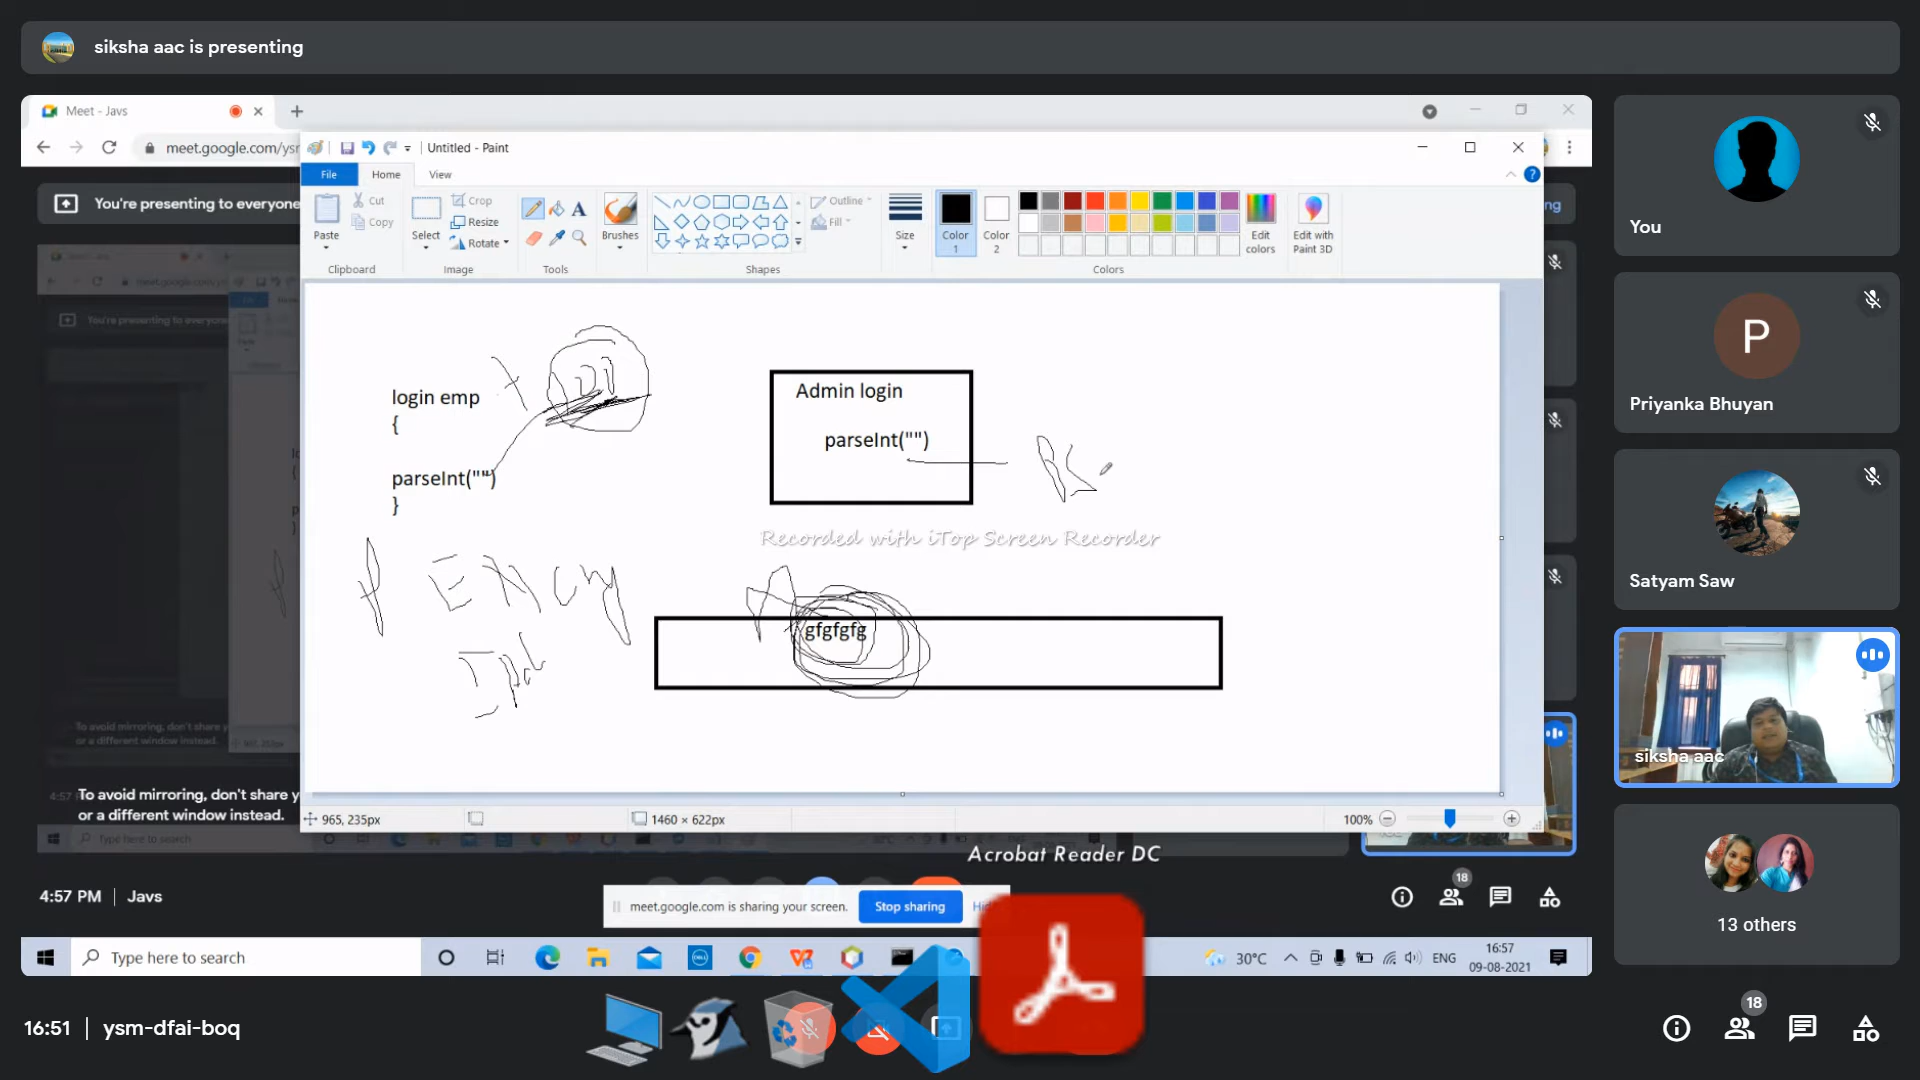 siksha aac is presenting
Meet - Javs
meet.google.com/ysr
You're presenting to everyone
Untitled - Paint
File
Home
View
Paste
Cut
Copy
Clipboard
Select
Crop
Resize
Rotate
Image
Tools
Brushes
Shapes
Outline
Fill
Size
Color 1
Color 2
Edit colors
Edit with Paint 3D
Colors
login emp
{
parseInt("")
}
Admin login
parseInt("")
Recorded with iTop Screen Recorder
gfgfgfg
965, 235px
1460 × 622px
100%
To avoid mirroring, don't share y
or a different window instead.
4:57 PM | Javs
18
meet.google.com is sharing your screen.
Stop sharing
Acrobat Reader DC
Type here to search
30°C
ENG
16:57
09-08-2021
16:51 | ysm-dfai-boq
18
You
P
Priyanka Bhuyan
Satyam Saw
siksha aac
13 others